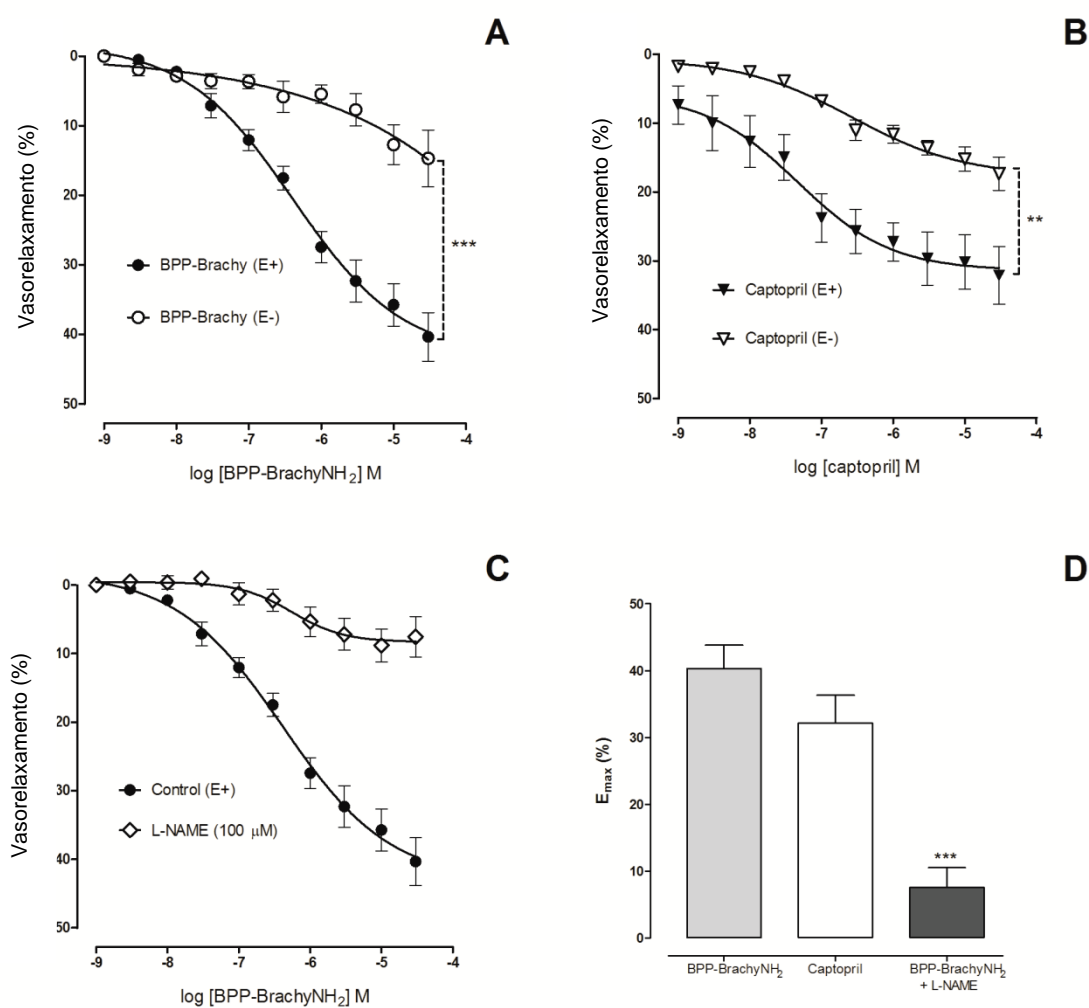 A
Vasorelaxamento (%)
0
10
20
30
40
50
BPP-Brachy (E+)
BPP-Brachy (E-)
***
-9 -8 -7 -6 -5 -4
log [BPP-BrachyNH₂] M
B
Vasorelaxamento (%)
0
10
20
30
40
50
Captopril (E+)
Captopril (E-)
**
-9 -8 -7 -6 -5 -4
log [captopril] M
C
Vasorelaxamento (%)
0
10
20
30
40
50
Control (E+)
L-NAME (100 μM)
-9 -8 -7 -6 -5 -4
log [BPP-BrachyNH₂] M
D
Eₘₐₓ (%)
50
40
30
20
10
0
***
BPP-BrachyNH₂ Captopril BPP-BrachyNH₂
+ L-NAME